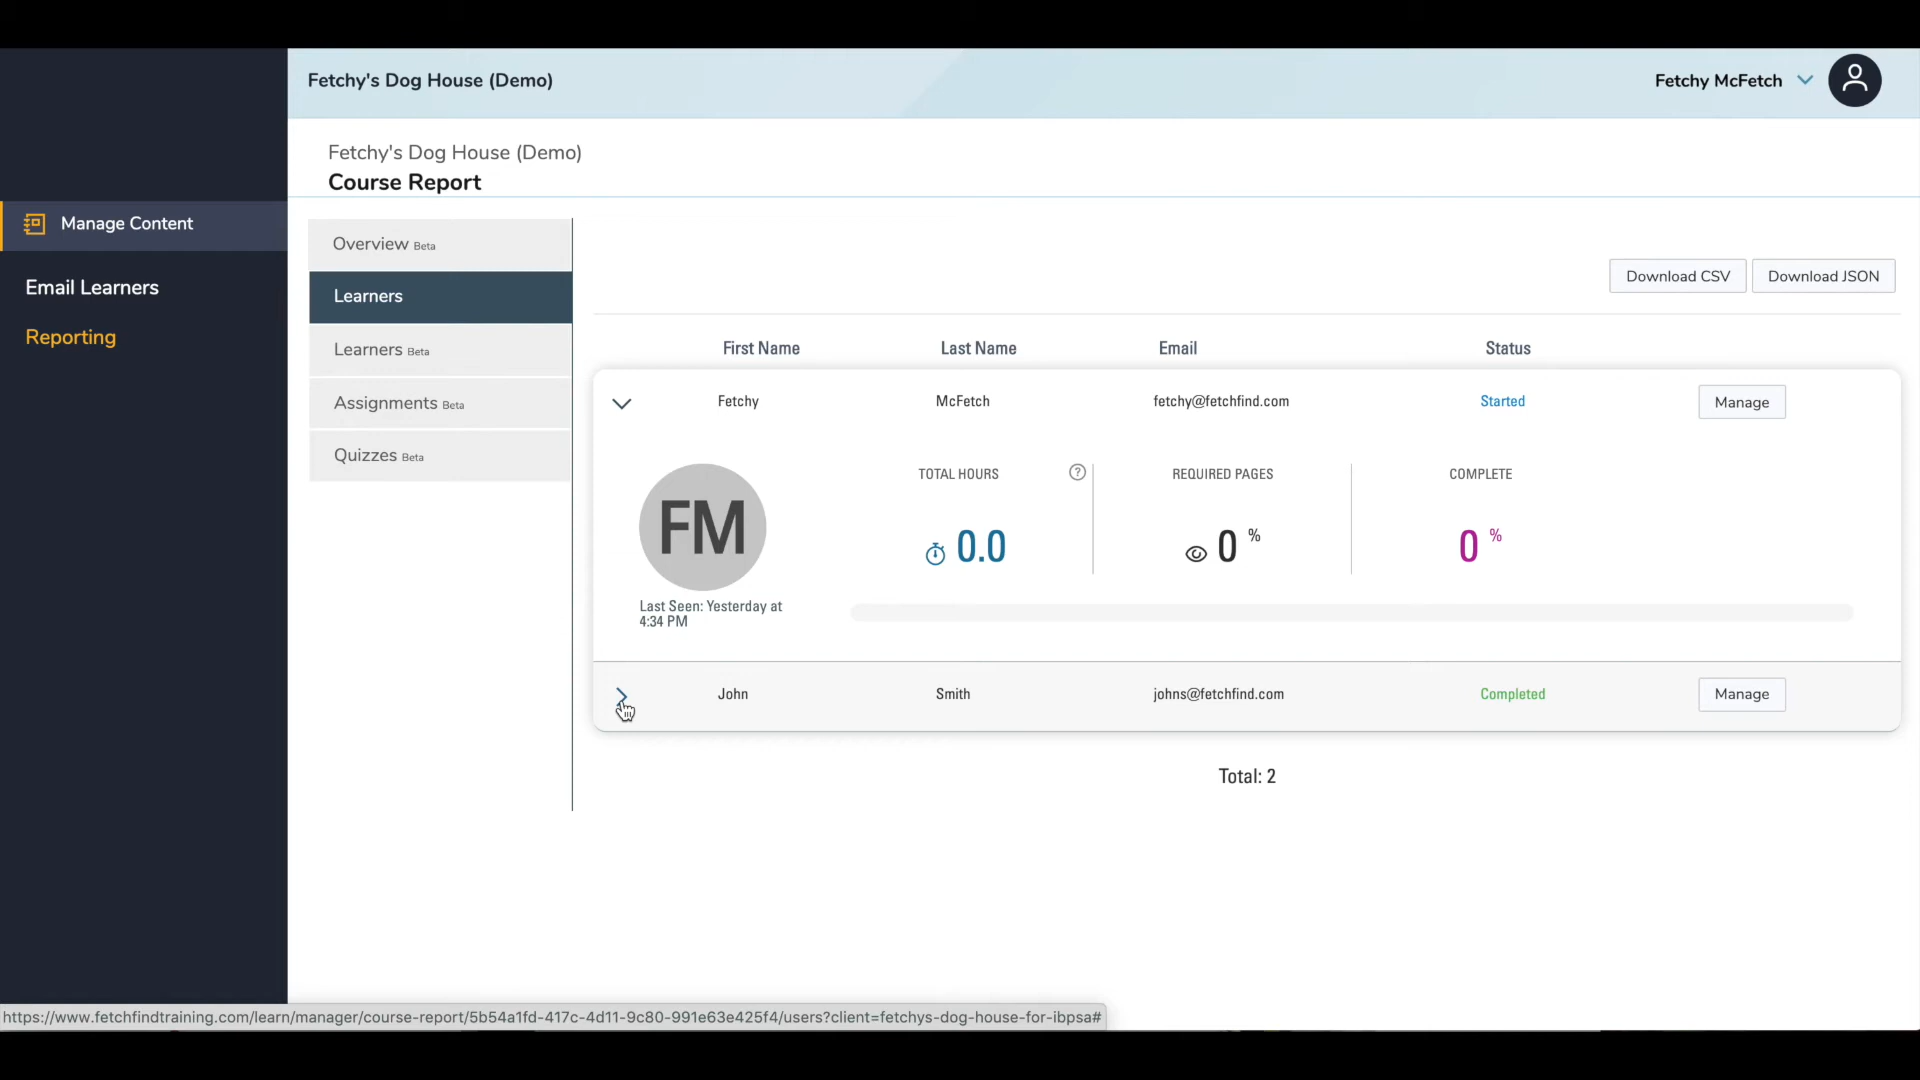 Fetchy's Dog House (Demo)
Fetchy McFetch
Fetchy's Dog House (Demo)
Course Report
Manage Content
Email Learners
Reporting
Overview Beta
Learners
Learners Beta
Assignments Beta
Quizzes Beta
Download CSV
Download JSON
First Name Last Name Email Status
Fetchy McFetch fetchy@fetchfind.com Started Manage
TOTAL HOURS ? REQUIRED PAGES COMPLETE
FM
0.0 0 % 0 %
Last Seen: Yesterday at
4:34 PM
John Smith johns@fetchfind.com Completed Manage
Total: 2
https://www.fetchfindtraining.com/learn/manager/course-report/5b54a1fd-417c-4d11-9c80-991e63e425f4/users?client=fetchys-dog-house-for-ibpsa#